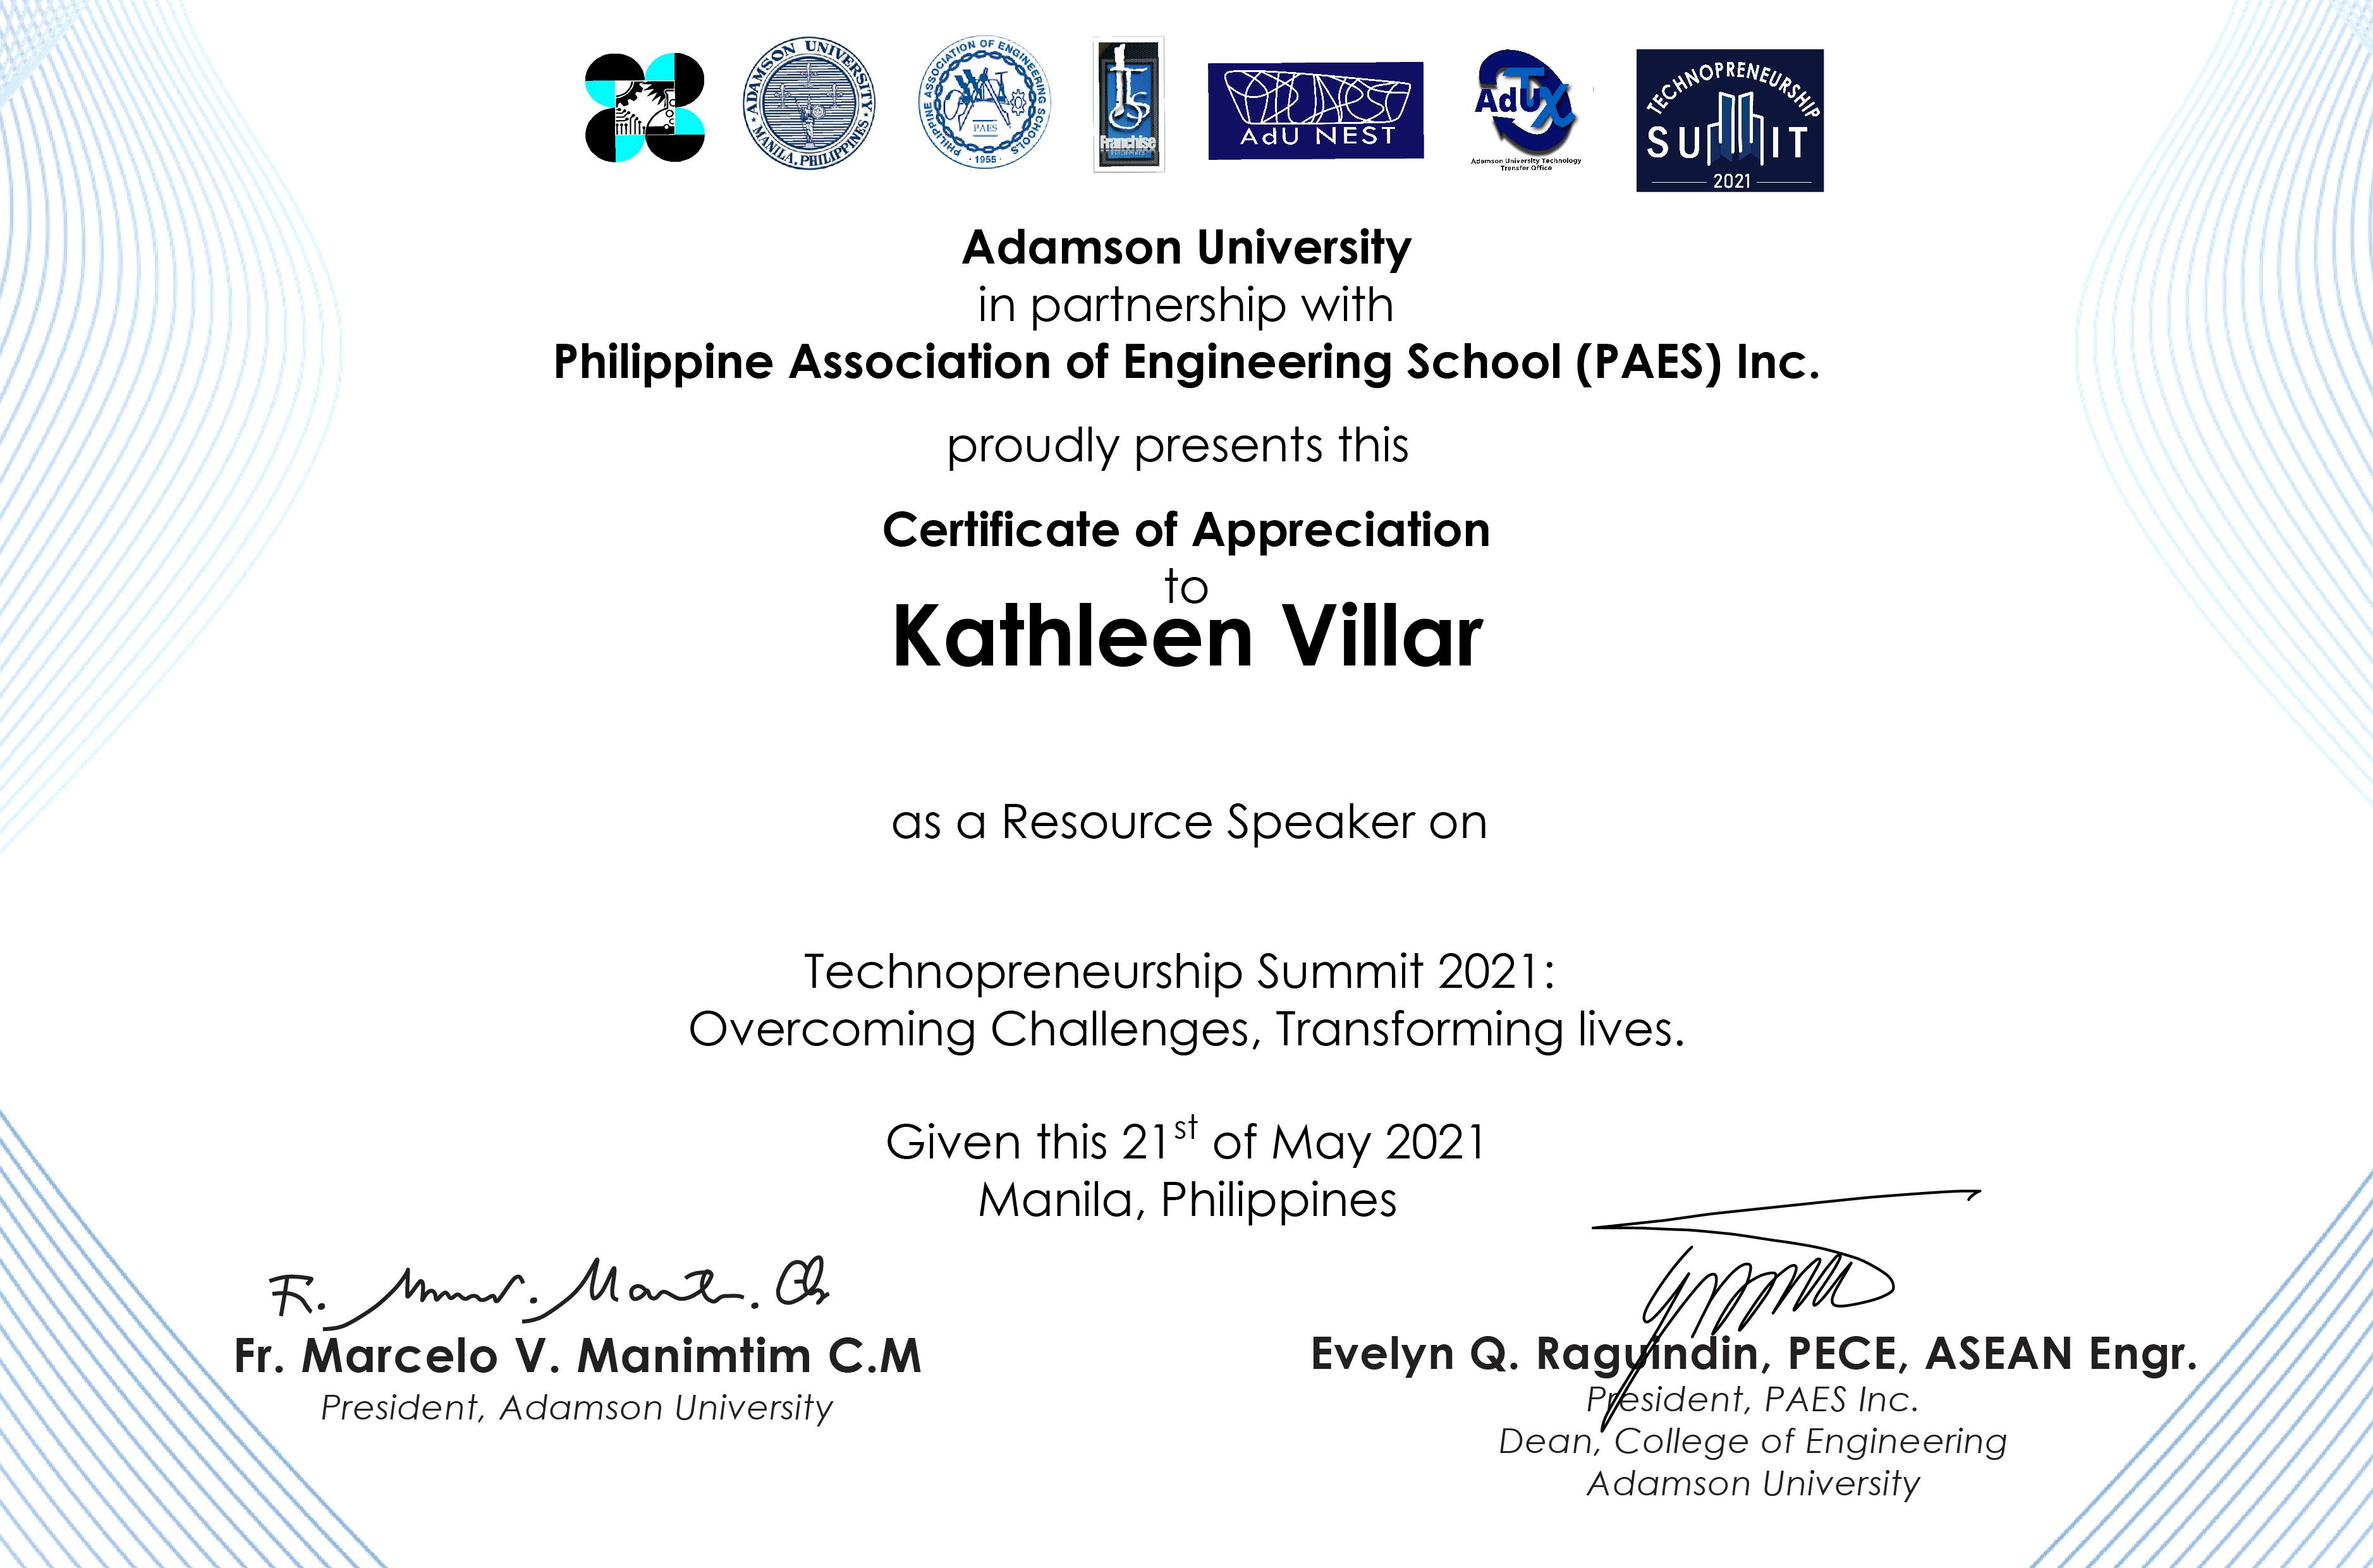 ADAMSON UNIVERSITY
MANILA, PHILIPPINES
PHILIPPINE ASSOCIATION OF ENGINEERING SCHOOLS
PAES
1955
Franchise
AdU NEST
AdUTX
Adamson University Technology
Transfer Office
TECHNOPRENEURSHIP
SUMMIT
2021
Adamson University
in partnership with
Philippine Association of Engineering School (PAES) Inc.
proudly presents this
Certificate of Appreciation
to
Kathleen Villar
as a Resource Speaker on
Technopreneurship Summit 2021:
Overcoming Challenges, Transforming lives.
Given this 21st of May 2021
Manila, Philippines
Fr. Marcelo V. Manimtim C.M
President, Adamson University
Evelyn Q. Raguindin, PECE, ASEAN Engr.
President, PAES Inc.
Dean, College of Engineering
Adamson University